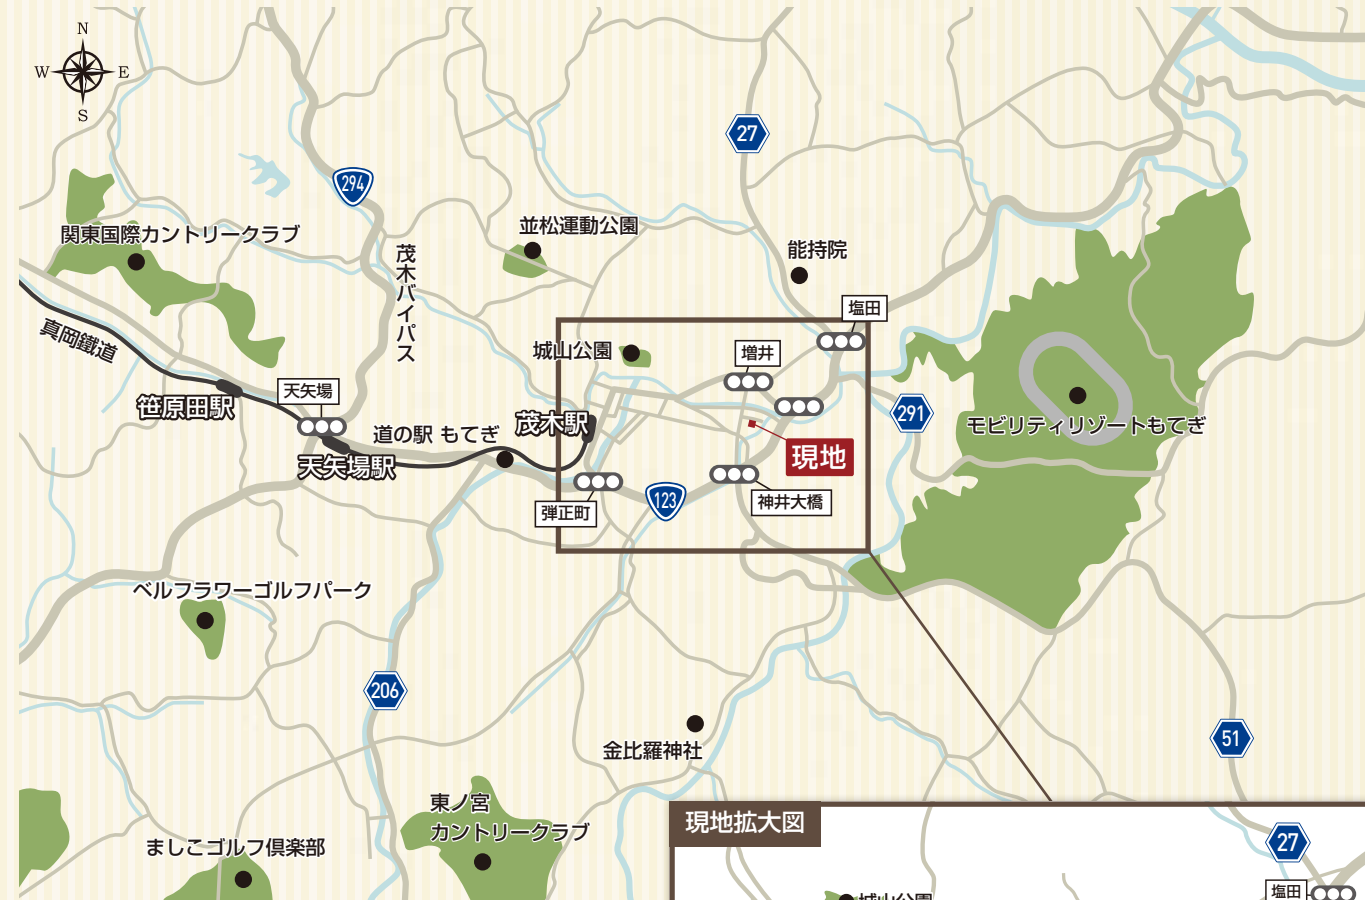 N
W
E
S
27
294
並松運動公園
関東国際カントリークラブ
茂木バイパス
能持院
塩田
真岡鐵道
城山公園
増井
天矢場
笹原田駅
291
茂木駅
モビリティリゾートもてぎ
道の駅 もてぎ
現地
天矢場駅
123
神井大橋
弾正町
ベルフラワーゴルフパーク
206
51
金比羅神社
東ノ宮
カントリークラブ
現地拡大図
27
ましこゴルフ倶楽部
塩田
城山公園